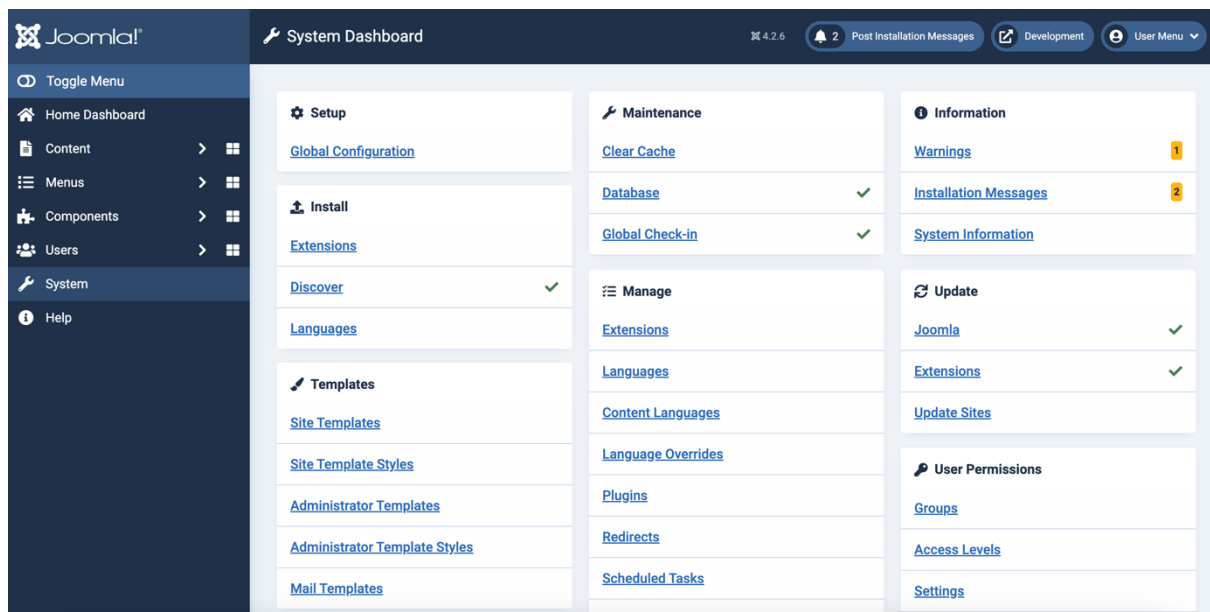 Joomla!
System Dashboard
4.2.6
2 Post Installation Messages
Development
User Menu
Toggle Menu
Home Dashboard
Content
Menus
Components
Users
System
Help
Setup
Global Configuration
Install
Extensions
Discover
Languages
Templates
Site Templates
Site Template Styles
Administrator Templates
Administrator Template Styles
Mail Templates
Maintenance
Clear Cache
Database
Global Check-in
Manage
Extensions
Languages
Content Languages
Language Overrides
Plugins
Redirects
Scheduled Tasks
Information
Warnings 1
Installation Messages 2
System Information
Update
Joomla
Extensions
Update Sites
User Permissions
Groups
Access Levels
Settings